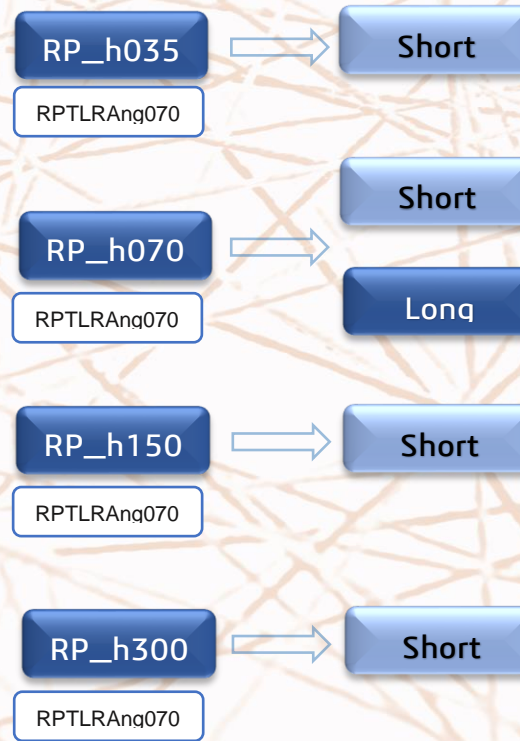 RP_h035
Short
RPTLRAng070
Short
RP_h070
RPTLRAng070
Long
RP_h150
Short
RPTLRAng070
RP_h300
Short
RPTLRAng070